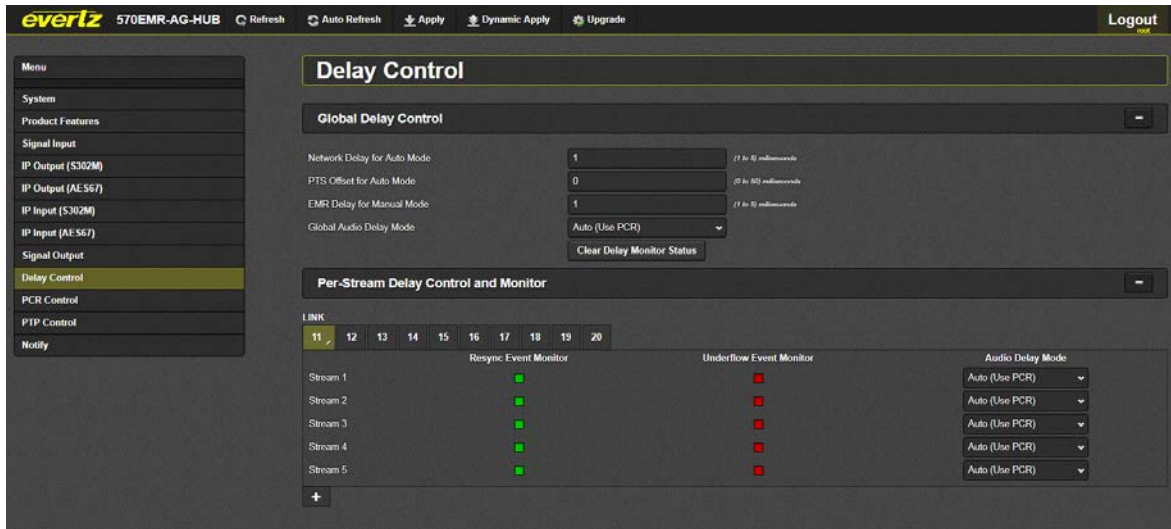 evertz 570EMR-AG-HUB Refresh Auto Refresh Apply Dynamic Apply Upgrade Logout
root
Menu
System
Product Features
Signal Input
IP Output (S302M)
IP Output (AES67)
IP Input (S302M)
IP Input (AES67)
Signal Output
Delay Control
PCR Control
PTP Control
Notify
Delay Control
Global Delay Control -
Network Delay for Auto Mode 1 (1 to 5) milliseconds
PTS Offset for Auto Mode 0 (0 to 50) milliseconds
EMR Delay for Manual Mode 1 (1 to 5) milliseconds
Global Audio Delay Mode Auto (Use PCR)
Clear Delay Monitor Status
Per-Stream Delay Control and Monitor -
LINK
11 12 13 14 15 16 17 18 19 20
Resync Event Monitor Underflow Event Monitor Audio Delay Mode
Stream 1 Auto (Use PCR)
Stream 2 Auto (Use PCR)
Stream 3 Auto (Use PCR)
Stream 4 Auto (Use PCR)
Stream 5 Auto (Use PCR)
+